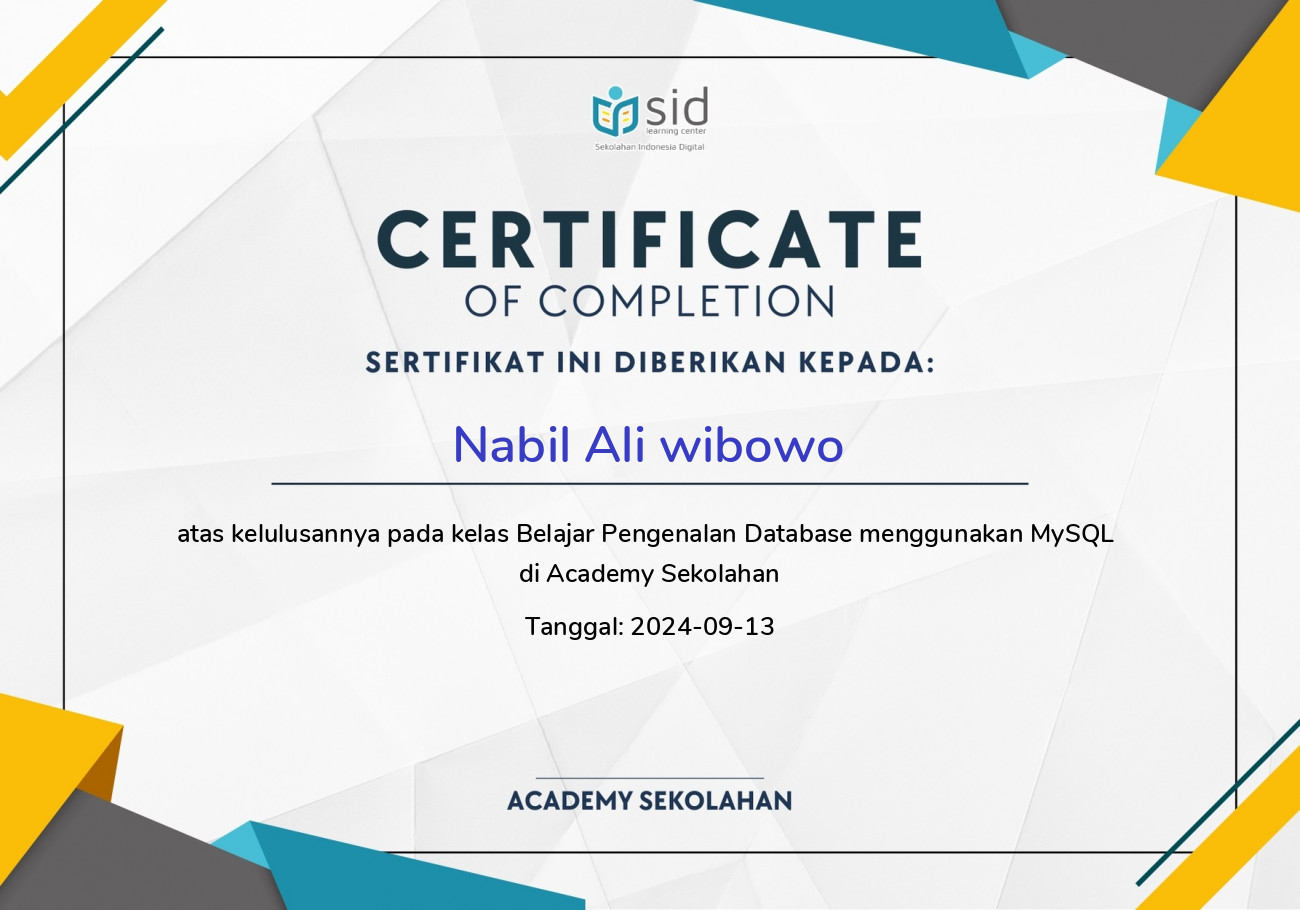 sid
learning center
Sekolahan Indonesia Digital
CERTIFICATE
OF COMPLETION
SERTIFIKAT INI DIBERIKAN KEPADA:
Nabil Ali wibowo
atas kelulusannya pada kelas Belajar Pengenalan Database menggunakan MySQL
di Academy Sekolahan
Tanggal: 2024-09-13
ACADEMY SEKOLAHAN